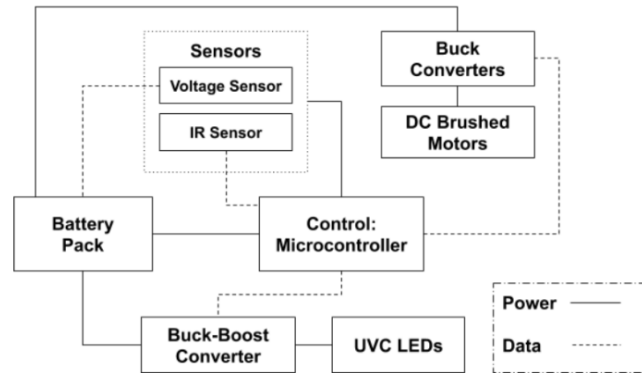 Sensors
Voltage Sensor
IR Sensor
Buck
Converters
DC Brushed
Motors
Battery
Pack
Control:
Microcontroller
Buck-Boost
Converter
UVC LEDs
Power
Data